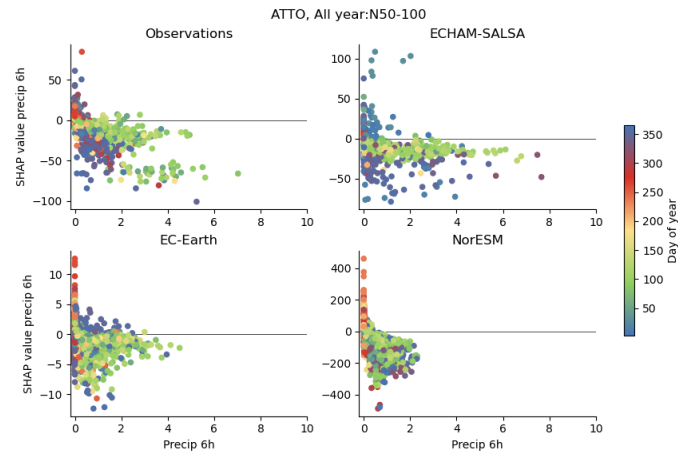 ATTO, All year:N50-100
Observations
ECHAM-SALSA
SHAP value precip 6h
50
0
−50
−100
0 2 4 6 8 10
100
50
0
−50
0 2 4 6 8 10
EC-Earth
NorESM
SHAP value precip 6h
10
5
0
−5
−10
0 2 4 6 8 10
Precip 6h
400
200
0
−200
−400
0 2 4 6 8 10
Precip 6h
350
300
250
200
150
100
50
Day of year